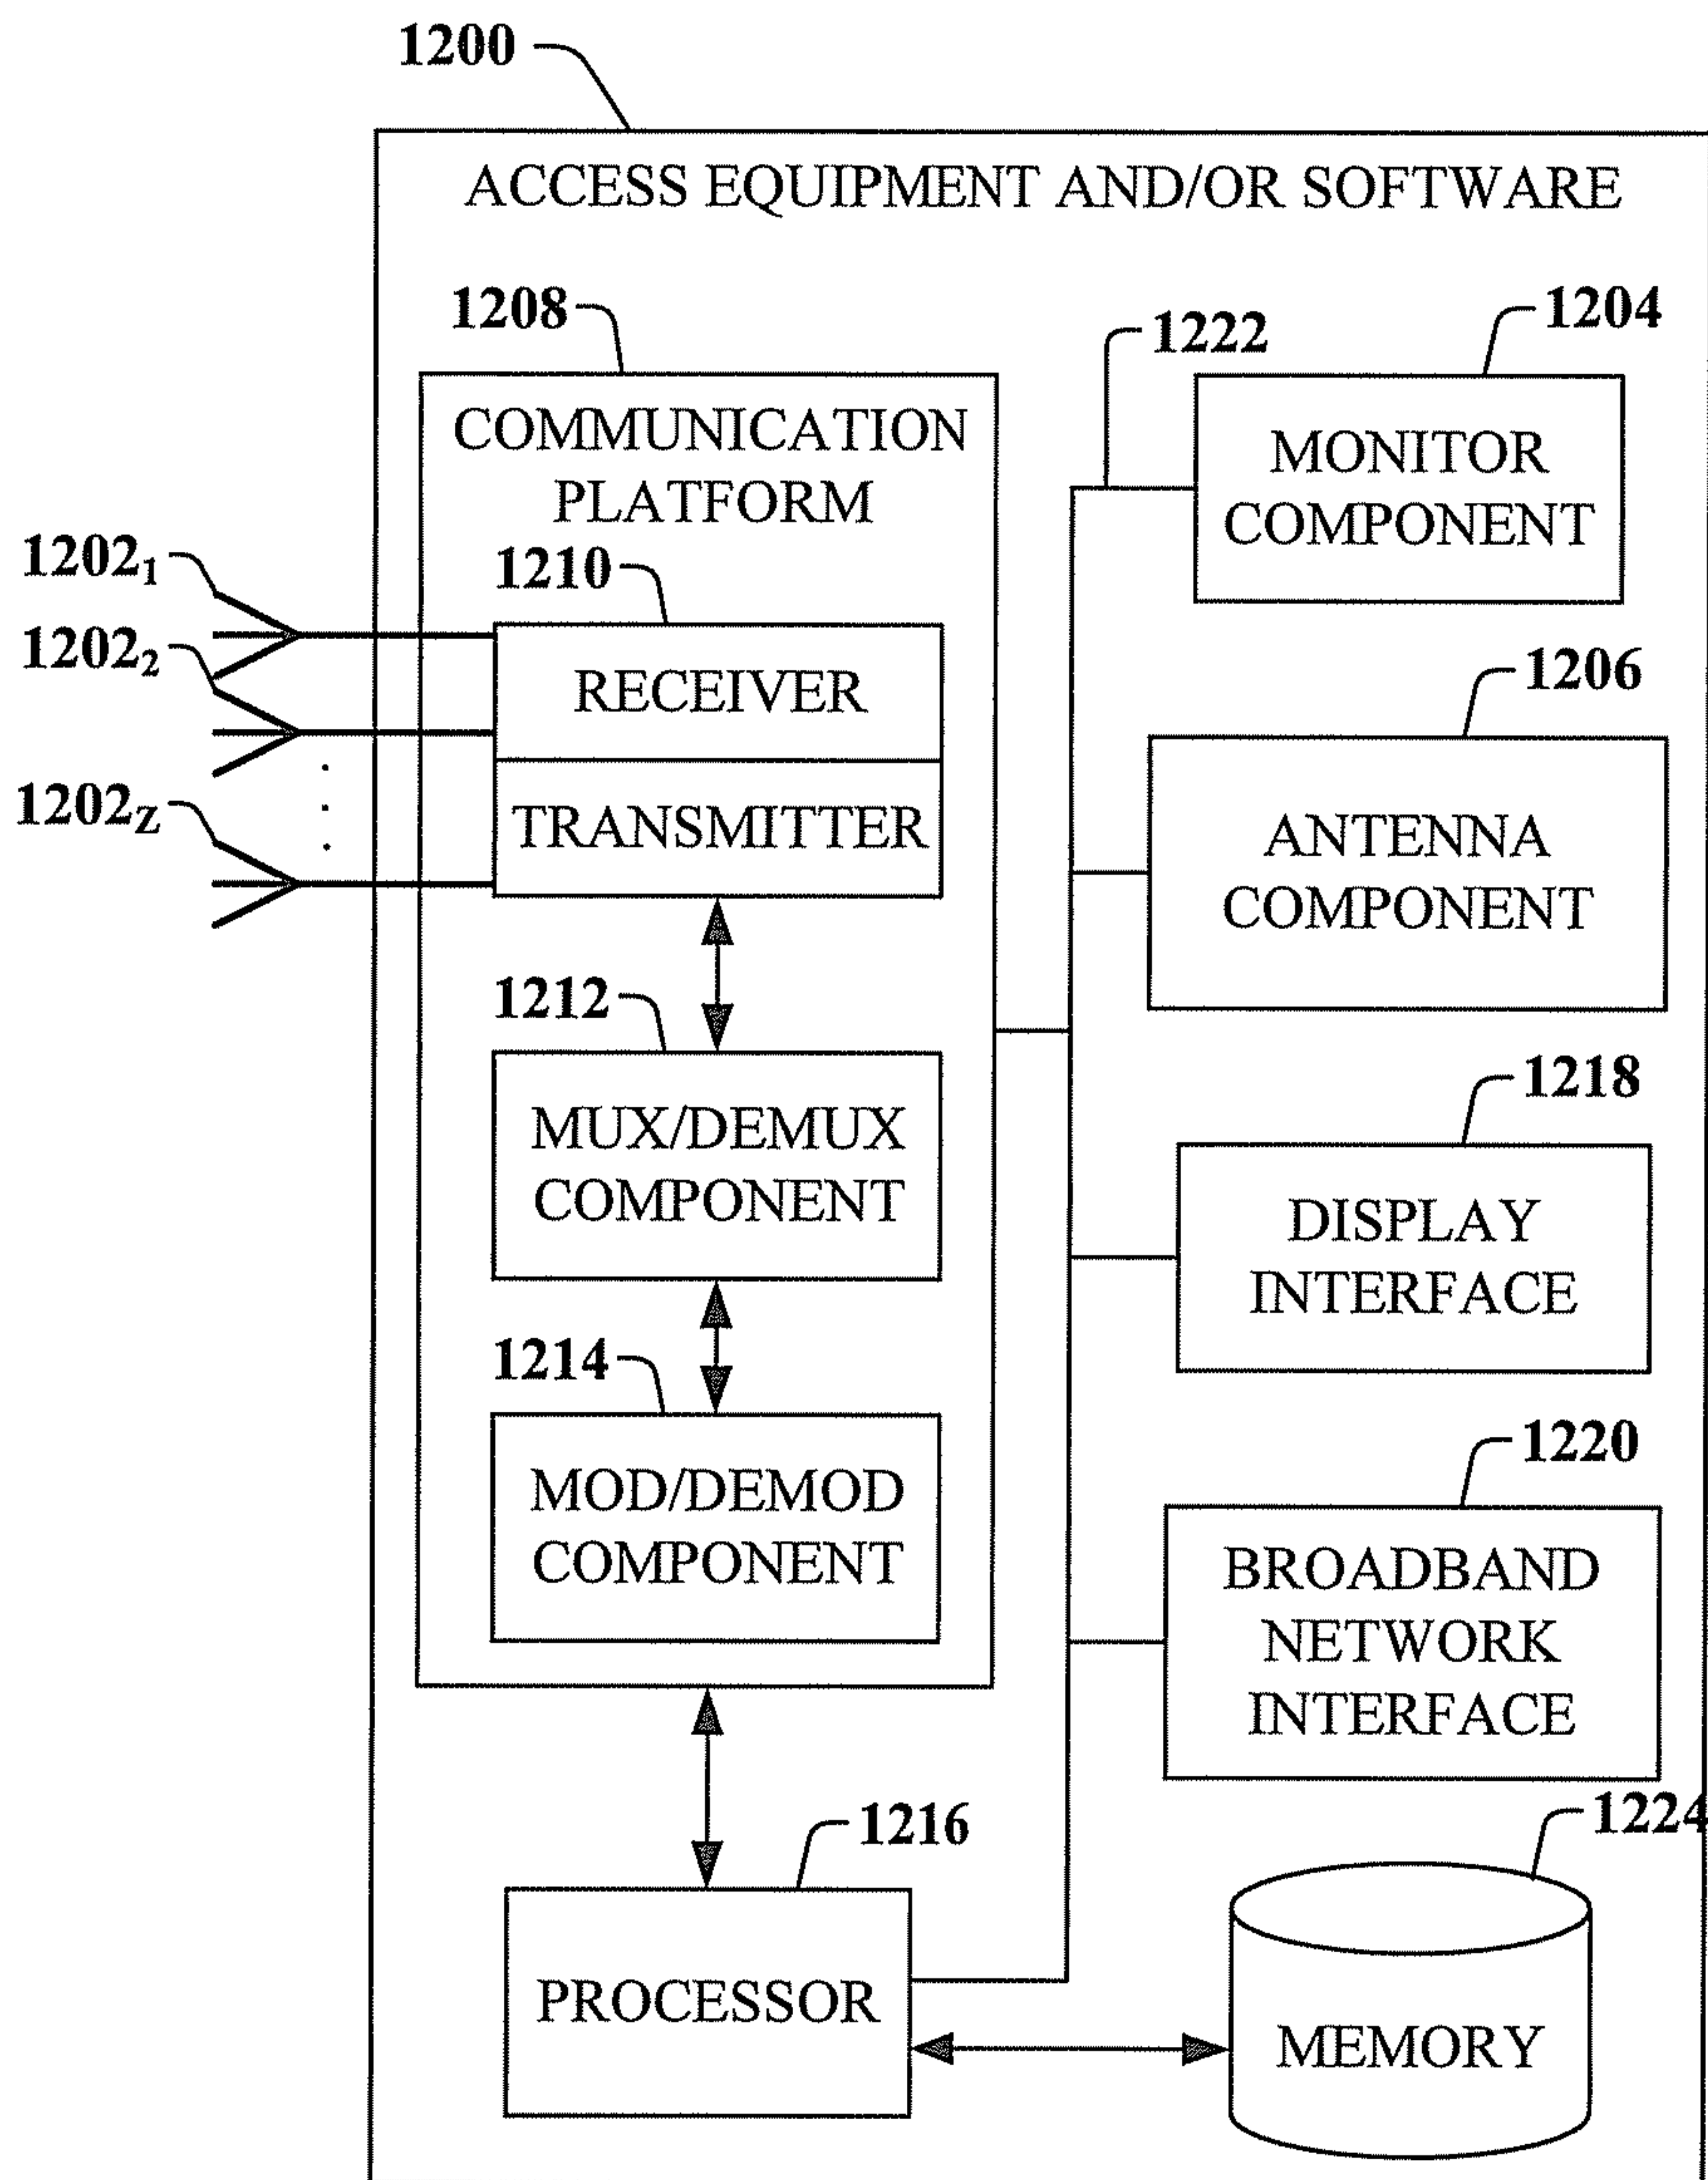 1200
ACCESS EQUIPMENT AND/OR SOFTWARE
1208
COMMUNICATION
PLATFORM
1202₁
1202₂
1202Z
1210
RECEIVER
TRANSMITTER
1212
MUX/DEMUX
COMPONENT
1214
MOD/DEMOD
COMPONENT
1216
PROCESSOR
1222
1204
MONITOR
COMPONENT
1206
ANTENNA
COMPONENT
1218
DISPLAY
INTERFACE
1220
BROADBAND
NETWORK
INTERFACE
1224
MEMORY